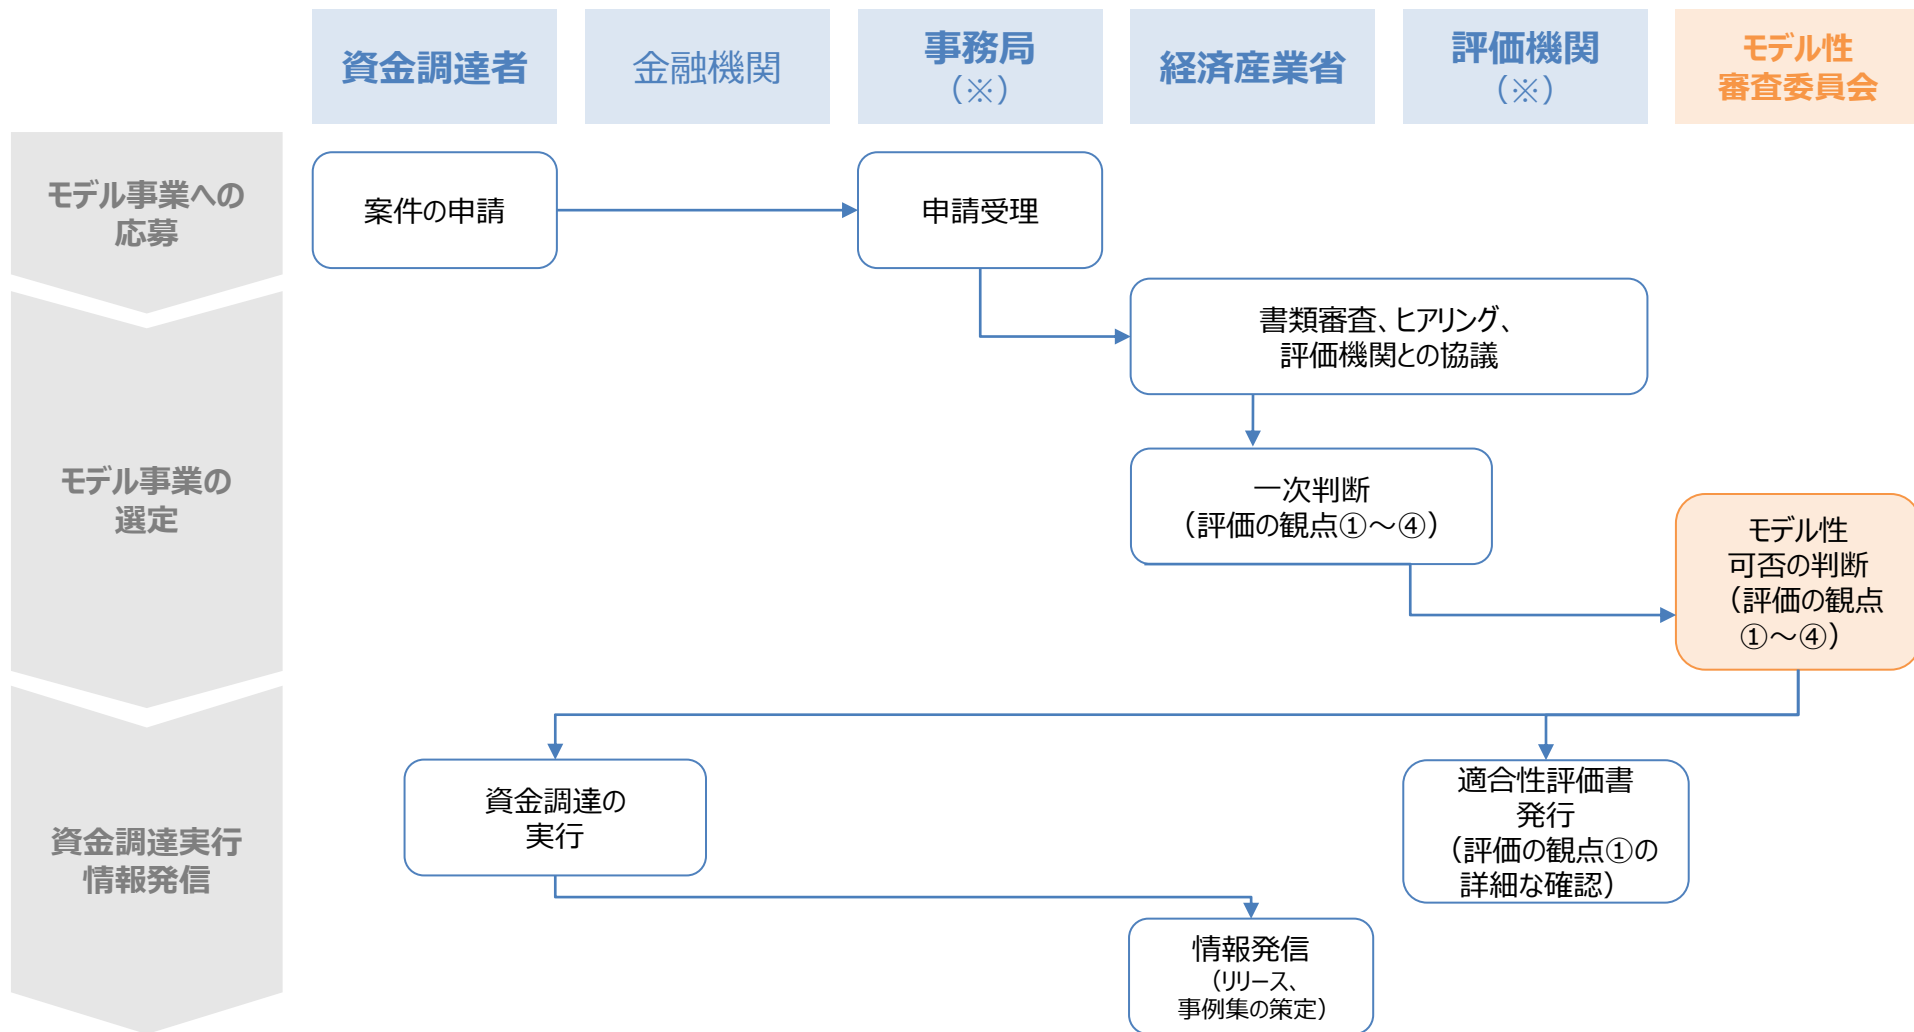 資金調達者
金融機関
事務局
（※）
経済産業省
評価機関
（※）
モデル性
審査委員会
モデル事業への
応募
案件の申請
申請受理
モデル事業の
選定
書類審査、ヒアリング、
評価機関との協議
一次判断
（評価の観点①～④）
モデル性
可否の判断
（評価の観点
①～④）
資金調達実行
情報発信
資金調達の
実行
適合性評価書
発行
（評価の観点①の
詳細な確認）
情報発信
（リリース、
事例集の策定）